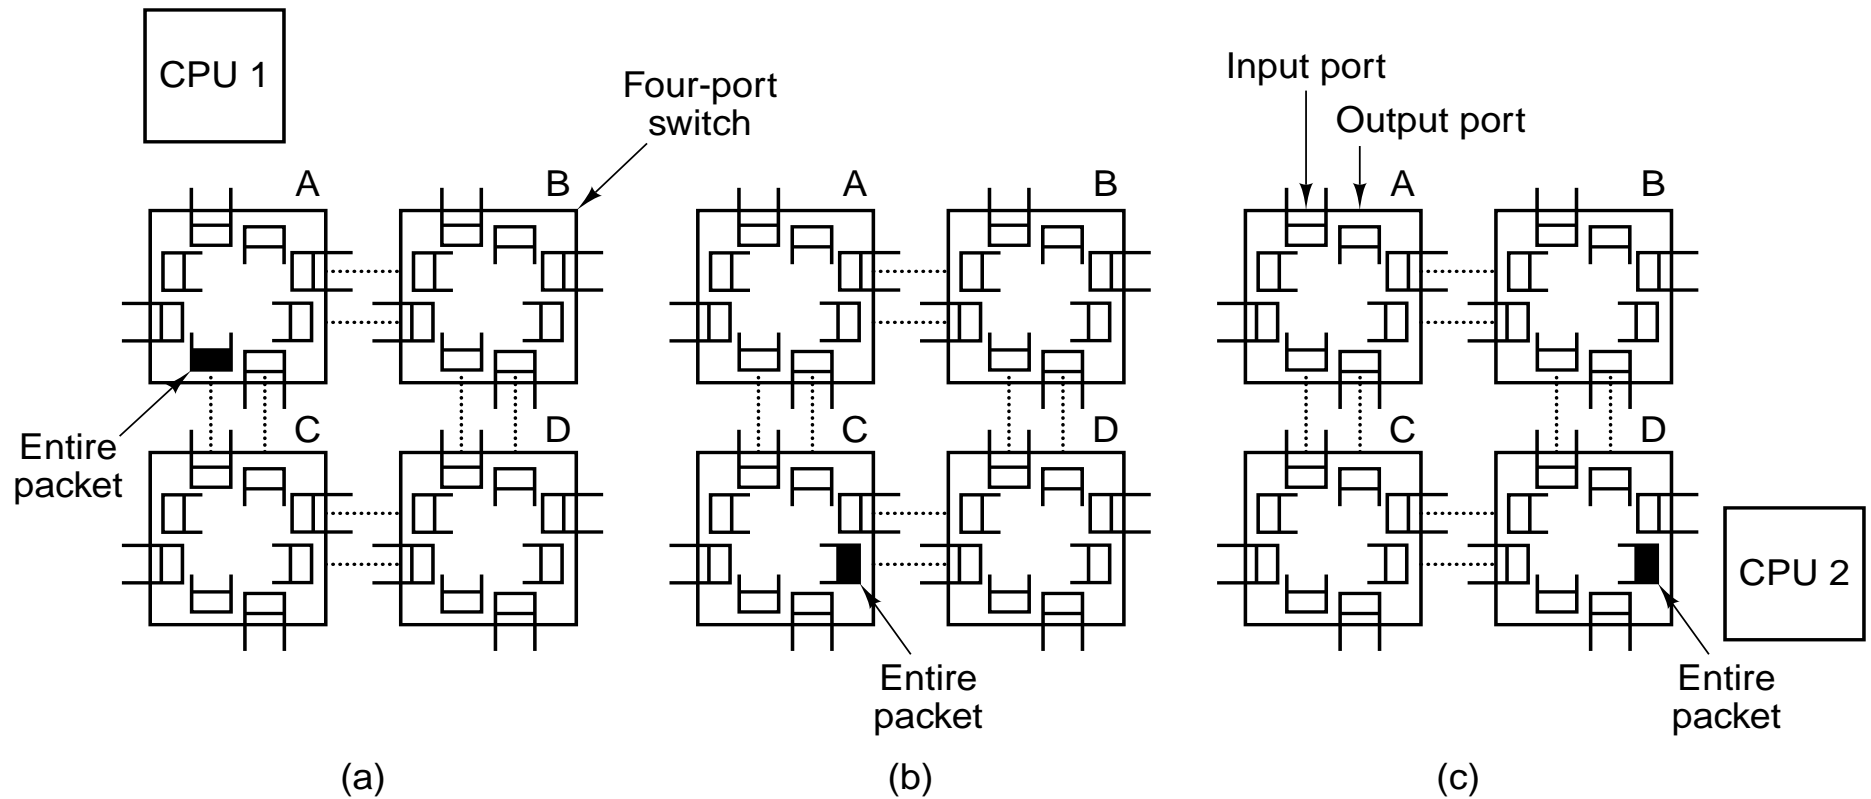 CPU 1
Four-port
switch
A
B
C
D
Entire
packet
(a)
A
B
C
D
Entire
packet
(b)
Input port
Output port
A
B
C
D
CPU 2
Entire
packet
(c)